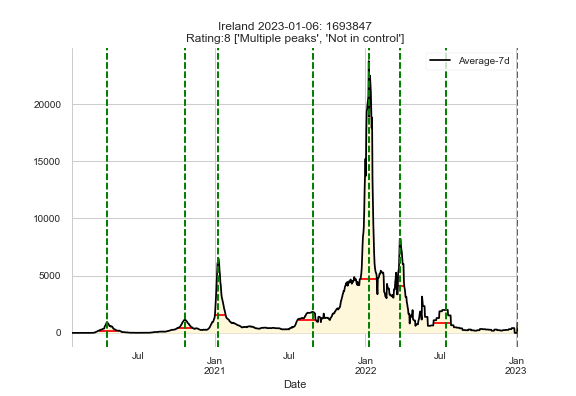 Ireland 2023-01-06: 1693847
Rating:8 ['Multiple peaks', 'Not in control']
Average-7d
20000
15000
10000
5000
0
Jul
Jan
2021
Jul
Jan
2022
Jul
Jan
2023
Date